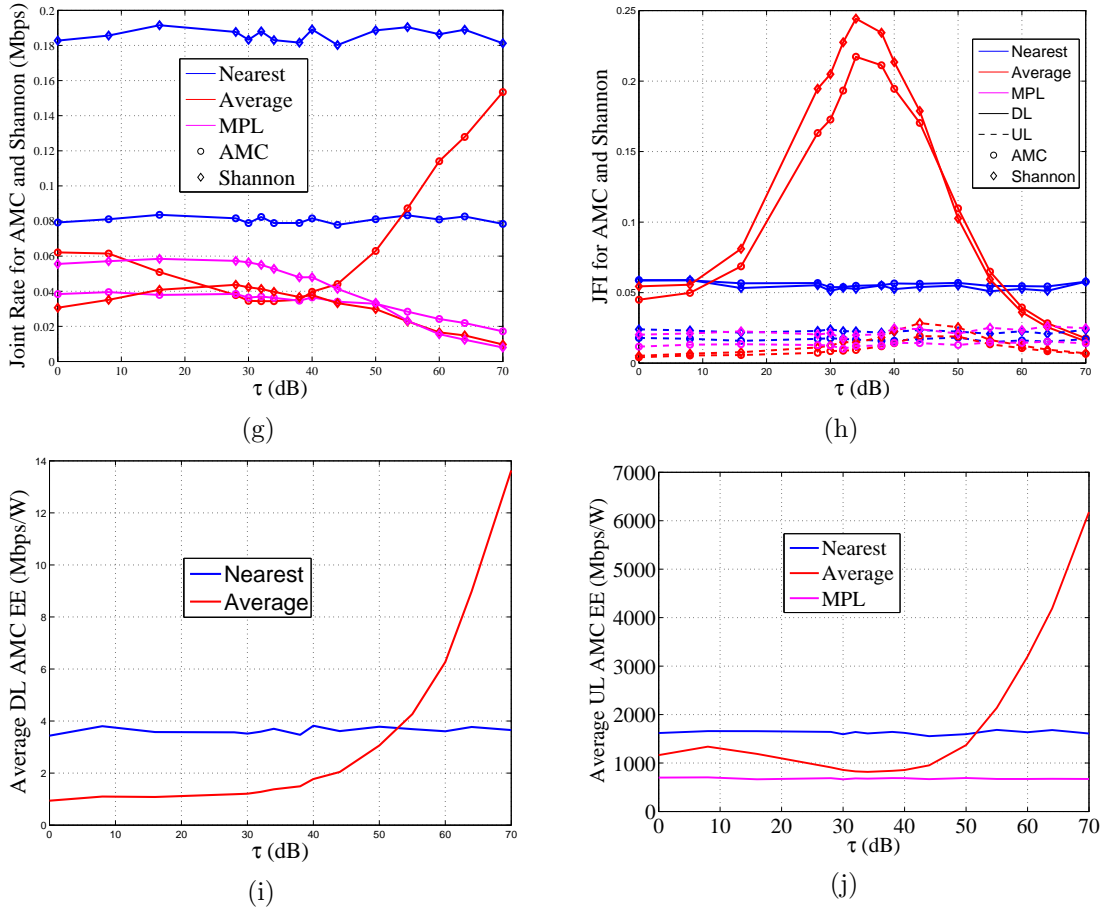 Joint Rate for AMC and Shannon (Mbps)
0.2
0.18
0.16
0.14
0.12
0.1
0.08
0.06
0.04
0.02
0
0 10 20 30 40 50 60 70
τ (dB)
Nearest
Average
MPL
AMC
Shannon
(g)
JFI for AMC and Shannon
0.25
0.2
0.15
0.1
0.05
0
0 10 20 30 40 50 60 70
τ (dB)
Nearest
Average
MPL
DL
UL
AMC
Shannon
(h)
Average DL AMC EE (Mbps/W)
14
12
10
8
6
4
2
0
0 10 20 30 40 50 60 70
τ (dB)
Nearest
Average
(i)
Average UL AMC EE (Mbps/W)
7000
6000
5000
4000
3000
2000
1000
0
0 10 20 30 40 50 60 70
τ (dB)
Nearest
Average
MPL
(j)